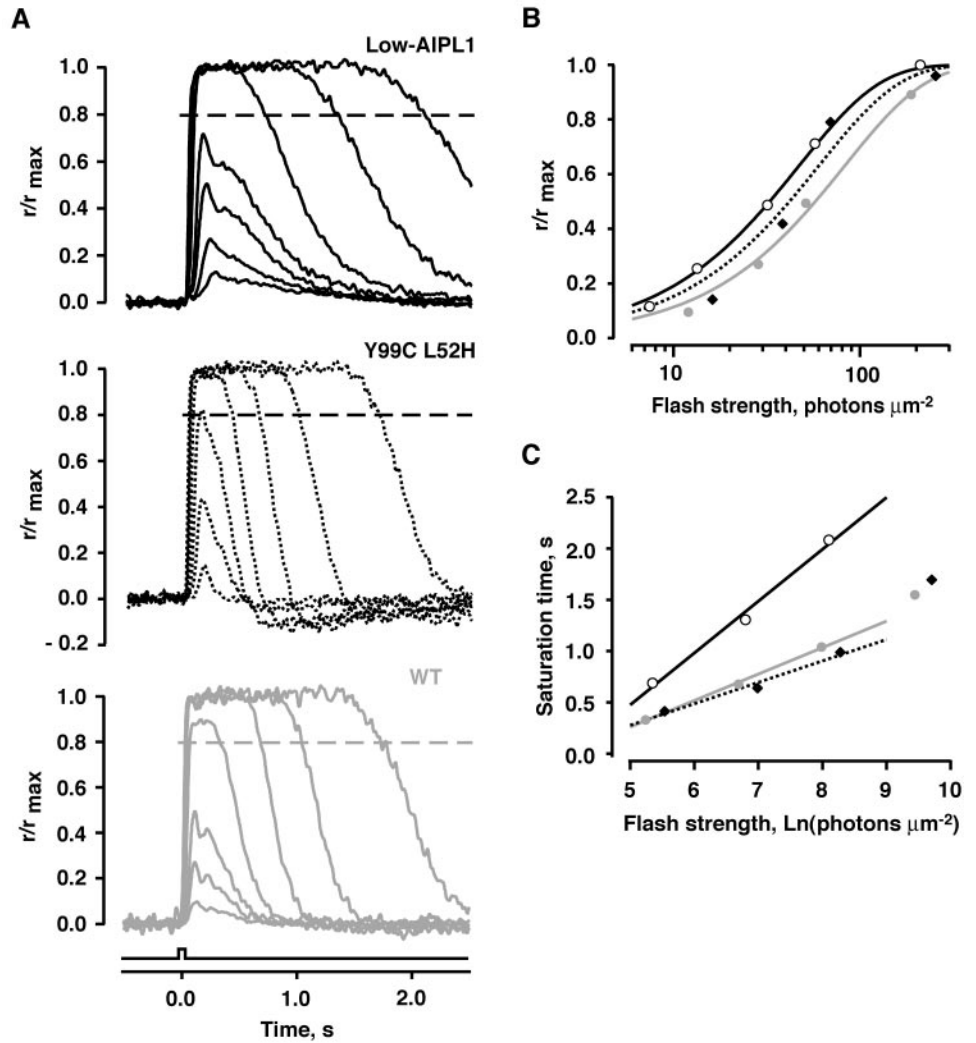 A
Low-AIPL1
1.0
0.8
0.6
0.4
0.2
0.0
r/r max
Y99C L52H
1.0
0.8
0.6
0.4
0.2
0.0
- 0.2
r/r max
WT
1.0
0.8
0.6
0.4
0.2
0.0
r/r max
0.0 1.0 2.0
Time, s
B
1.0
0.8
0.6
0.4
0.2
0.0
r/r max
10 100
Flash strength, photons μm-2
C
2.5
2.0
1.5
1.0
0.5
0.0
Saturation time, s
5 6 7 8 9 10
Flash strength, Ln(photons μm-2)